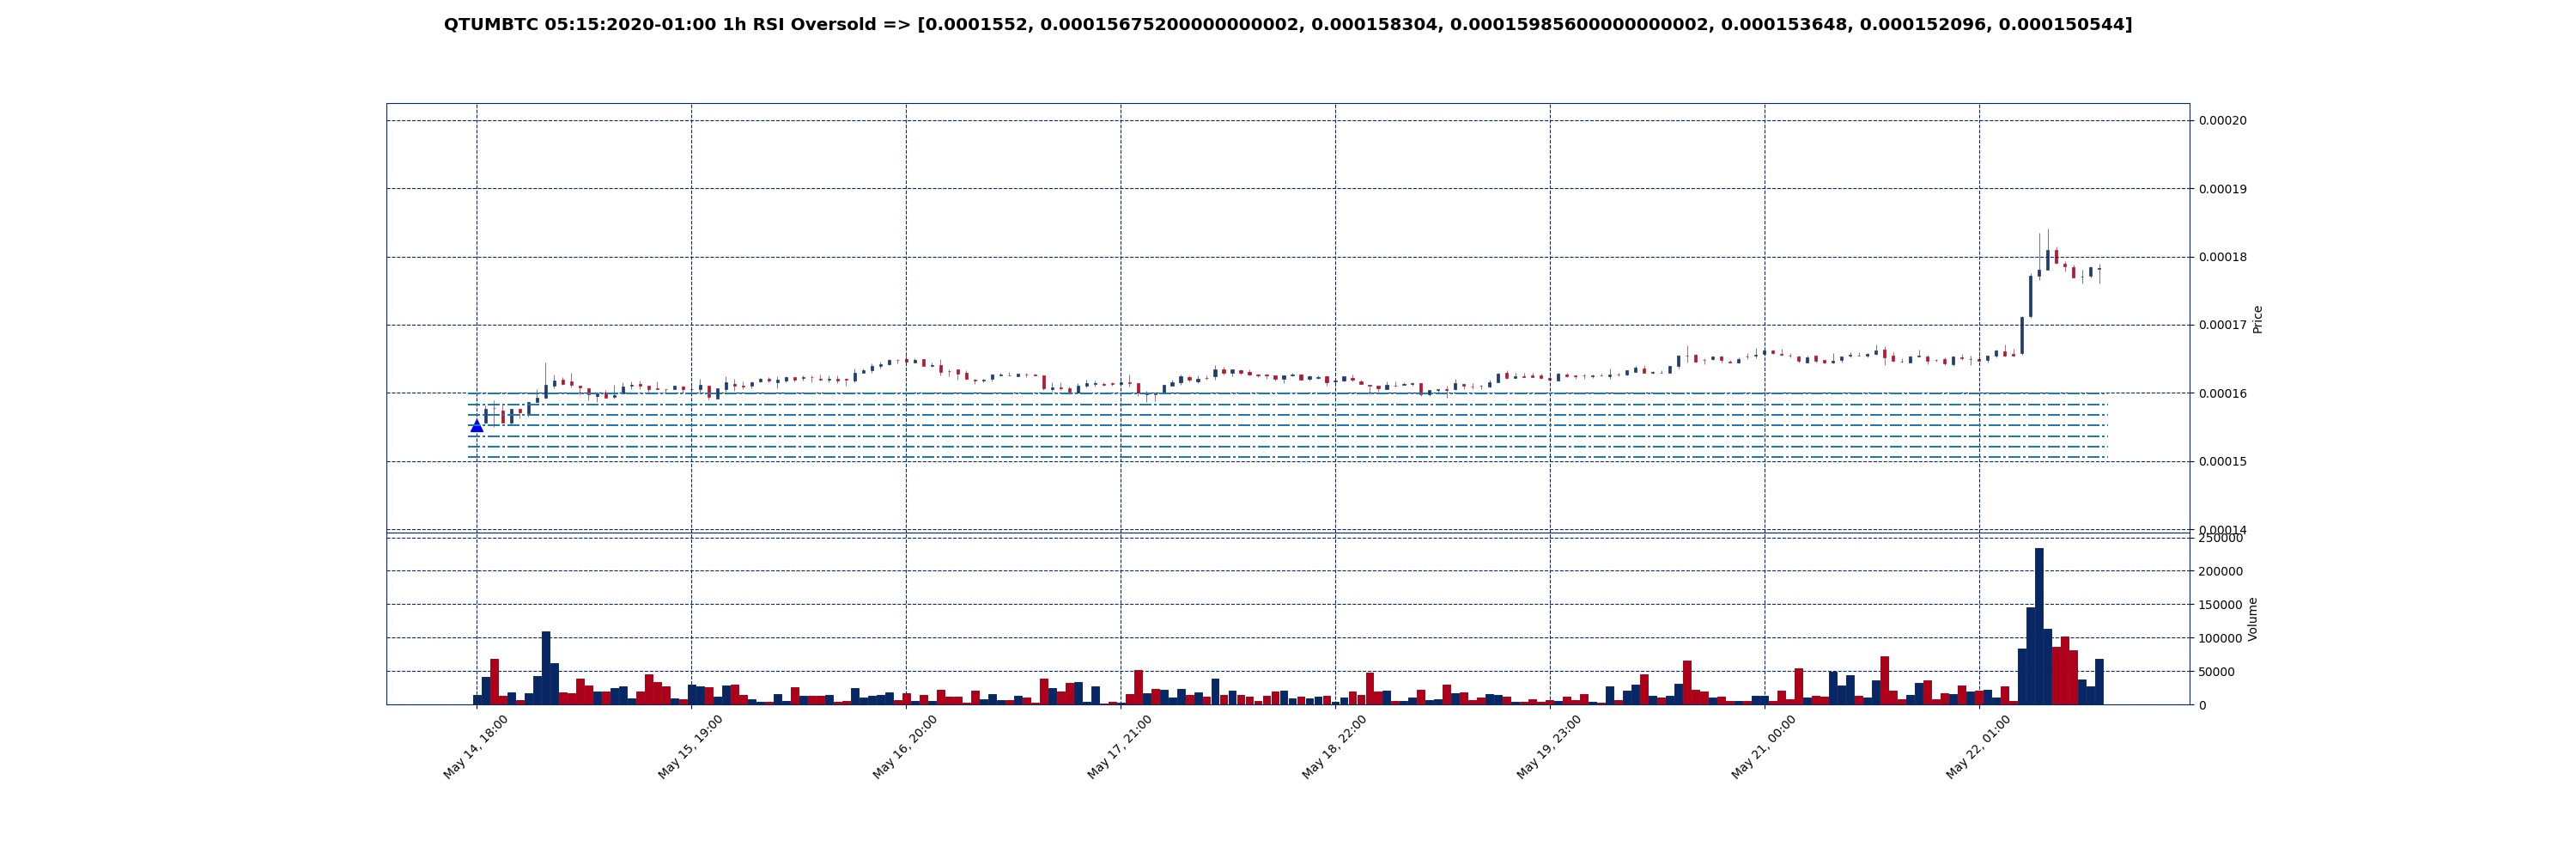 QTUMBTC 05:15:2020-01:00 1h RSI Oversold => [0.0001552, 0.00015675200000000002, 0.000158304, 0.00015985600000000002, 0.000153648, 0.000152096, 0.000150544]
0.00020
0.00019
0.00018
0.00017
0.00016
0.00015
0.00014
Price
250000
200000
150000
100000
50000
0
Volume
May 14, 18:00
May 15, 19:00
May 16, 20:00
May 17, 21:00
May 18, 22:00
May 19, 23:00
May 21, 00:00
May 22, 01:00